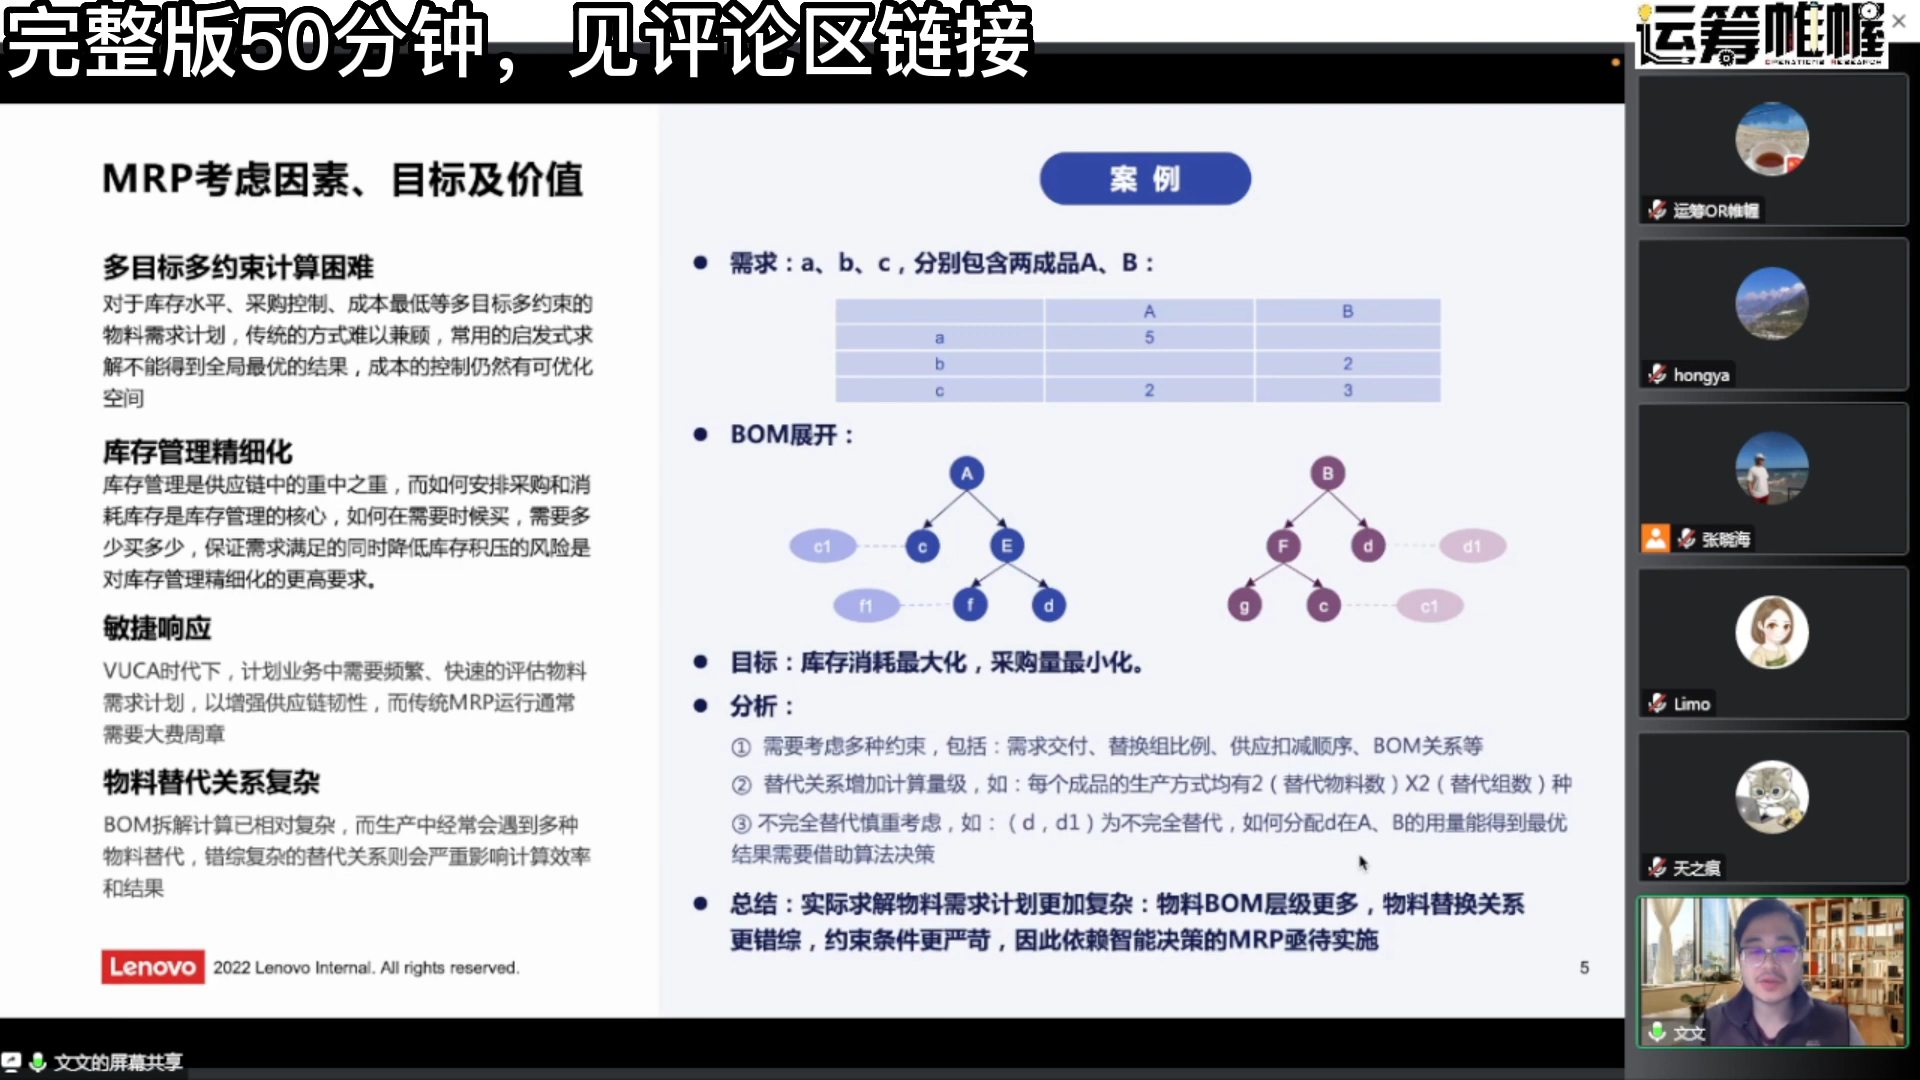 完整版50分钟，见评论区链接
运筹帷幄
OPERATIONS RESEARCH
MRP考虑因素、目标及价值
多目标多约束计算困难
对于库存水平、采购控制、成本最低等多目标多约束的
物料需求计划，传统的方式难以兼顾，常用的启发式求
解不能得到全局最优的结果，成本的控制仍然有可优化
空间
库存管理精细化
库存管理是供应链中的重中之重，而如何安排采购和消
耗库存是库存管理的核心，如何在需要时候买，需要多
少买多少，保证需求满足的同时降低库存积压的风险是
对库存管理精细化的更高要求。
敏捷响应
VUCA时代下，计划业务中需要频繁、快速的评估物料
需求计划，以增强供应链韧性，而传统MRP运行通常
需要大费周章
物料替代关系复杂
BOM拆解计算已相对复杂，而生产中经常会遇到多种
物料替代，错综复杂的替代关系则会严重影响计算效率
和结果
Lenovo 2022 Lenovo Internal. All rights reserved.
案 例
需求：a、b、c，分别包含两成品A、B：
A B
a 5
b 2
c 2 3
BOM展开：
A B
c1 c E F d d1
f1 f d g c c1
目标：库存消耗最大化，采购量最小化。
分析：
① 需要考虑多种约束，包括：需求交付、替换组比例、供应扣减顺序、BOM关系等
② 替代关系增加计算量级，如：每个成品的生产方式均有2（替代物料数）X2（替代组数）种
③ 不完全替代慎重考虑，如：（d，d1）为不完全替代，如何分配d在A、B的用量能得到最优
结果需要借助算法决策
总结：实际求解物料需求计划更加复杂：物料BOM层级更多，物料替换关系
更错综，约束条件更严苛，因此依赖智能决策的MRP亟待实施
5
运筹OR帷幄
hongya
张晓海
Limo
天之痕
文文
文文的屏幕共享